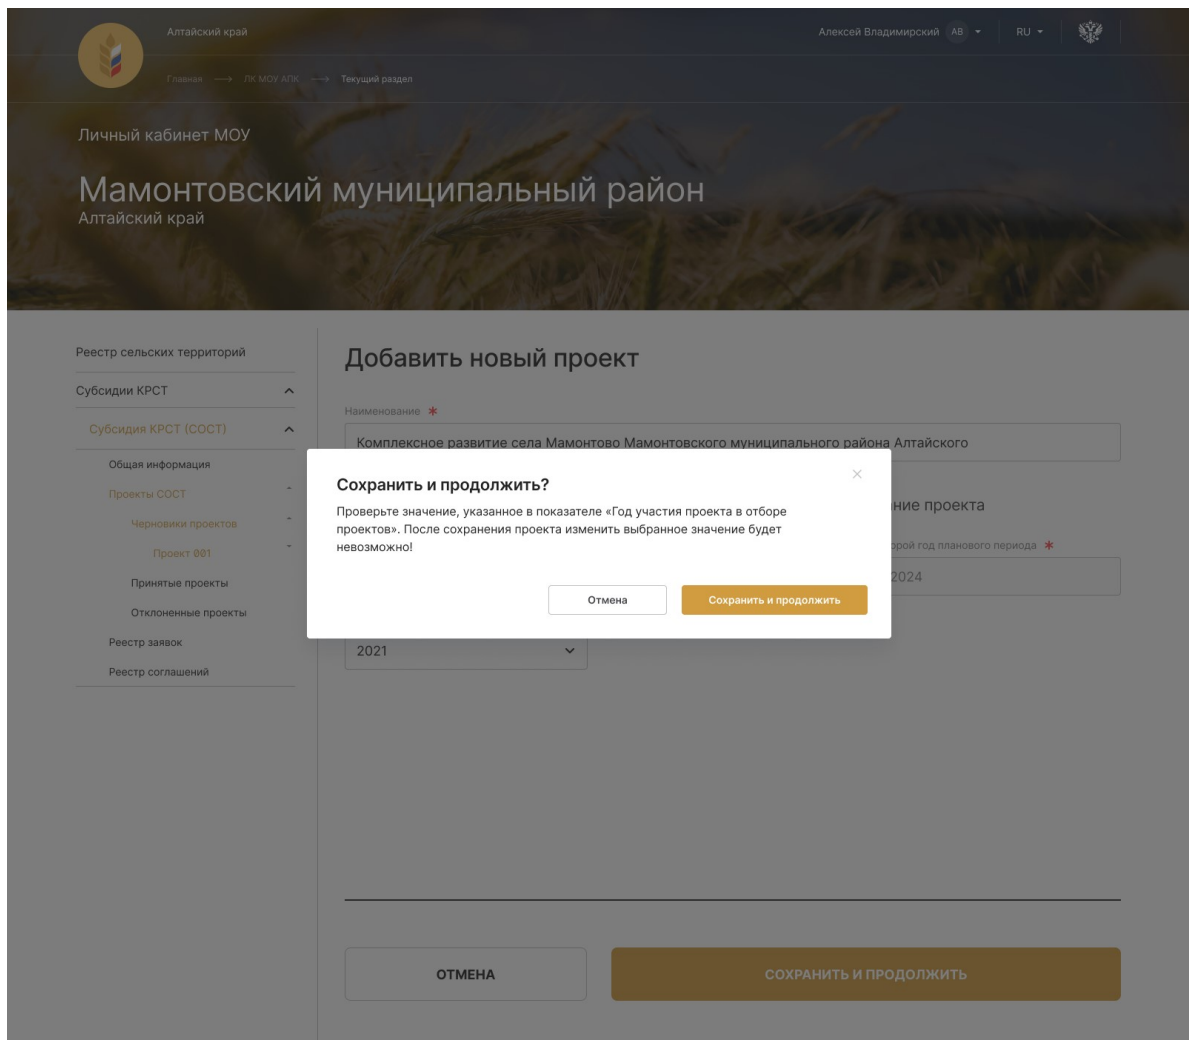 Алтайский край
Алексей Владимирский АВ
RU
Главная → ЛК МОУ АПК → Текущий раздел
Личный кабинет МОУ
Мамонтовский муниципальный район
Алтайский край
Реестр сельских территорий
Субсидии КРСТ
Субсидия КРСТ (СОСТ)
Общая информация
Проекты СОСТ
Черновики проектов
Проект 001
Принятые проекты
Отклоненные проекты
Реестр заявок
Реестр соглашений
Добавить новый проект
Наименование *
Комплексное развитие села Мамонтово Мамонтовского муниципального района Алтайского
проекта
год планового периода *
2024
Сохранить и продолжить?
Проверьте значение, указанное в показателе «Год участия проекта в отборе
проектов». После сохранения проекта изменить выбранное значение будет
невозможно!
Отмена
Сохранить и продолжить
2021
ОТМЕНА
СОХРАНИТЬ И ПРОДОЛЖИТЬ